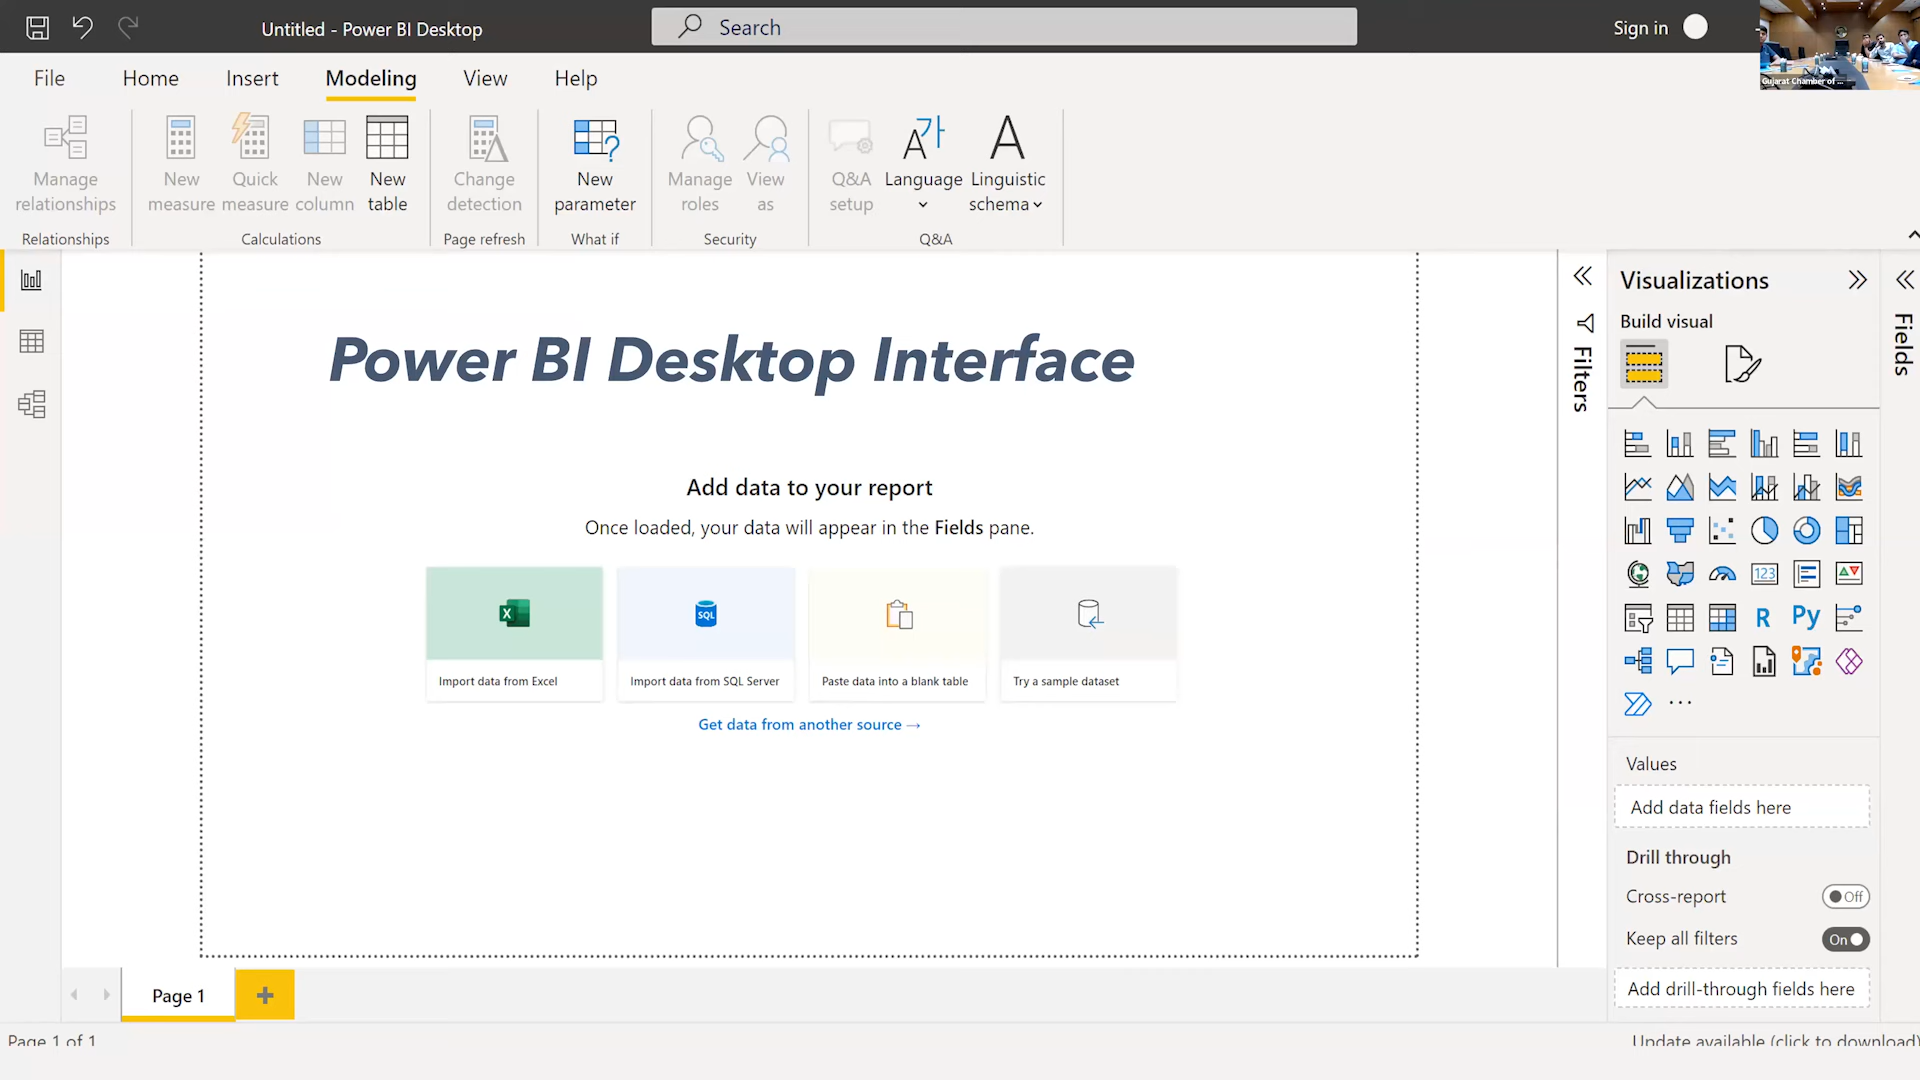 Untitled - Power BI Desktop
Search
Sign in
Gujarat Chamber of ...
File
Home
Insert
Modeling
View
Help
Manage
relationships
New
measure
Quick
measure
New
column
New
table
Change
detection
New
parameter
Manage
roles
View
as
Q&A
setup
Language
Linguistic
schema
Relationships
Calculations
Page refresh
What if
Security
Q&A
Power BI Desktop Interface
Add data to your report
Once loaded, your data will appear in the Fields pane.
X
SQL
Import data from Excel
Import data from SQL Server
Paste data into a blank table
Try a sample dataset
Get data from another source →
Filters
Visualizations
Build visual
123
R
Py
...
Values
Add data fields here
Drill through
Cross-report
Off
Keep all filters
On
Add drill-through fields here
Fields
Page 1
Page 1 of 1
Update available (click to download)